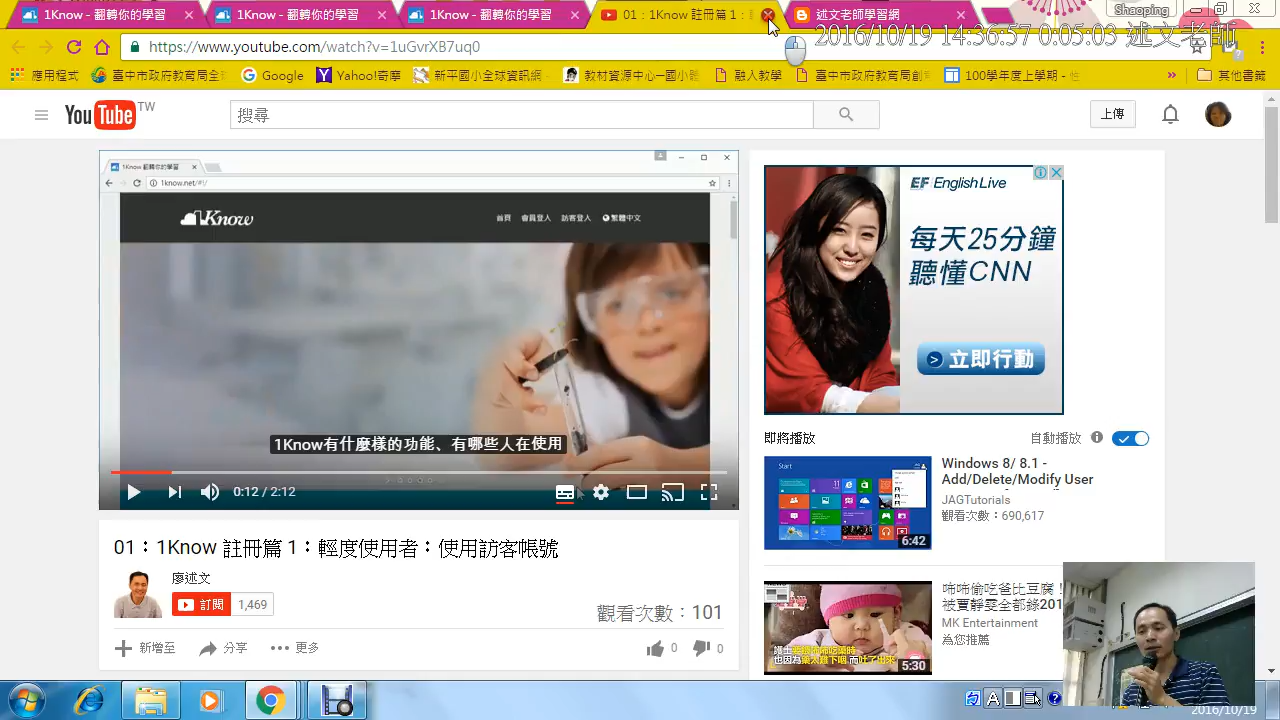 1Know - 翻轉你的學習
1Know - 翻轉你的學習
1Know - 翻轉你的學習
01：1Know 註冊篇 1：
述文老師學習網
Shaoping
2016/10/19 14:36:57 0:05:03 述文老師
https://www.youtube.com/watch?v=1uGvrXB7uq0
應用程式
臺中市政府教育局全
Google
Yahoo!奇摩
新平國小全球資訊網
教材資源中心–國小
融入教學
臺中市政府教育局創
100學年度上學期 -
»
其他書籤
YouTube TW
搜尋
上傳
1Know 翻轉你的學習
1know.net/#!/
1Know
首頁
會員登入
訪客登入
繁體中文
1Know有什麼樣的功能、有哪些人在使用
0:12 / 2:12
EF English Live
每天25分鐘
聽懂CNN
> 立即行動
即將播放
自動播放
Start
Windows 8/ 8.1 -
Add/Delete/Modify User
JAGTutorials
觀看次數：690,617
6:42
01：1Know 註冊篇 1：輕度使用者：使用訪客帳號
廖述文
訂閱
1,469
觀看次數：101
新增至
分享
更多
0
0
咘咘偷吃爸比豆腐！
被賈靜雯全都錄201
MK Entertainment
為您推薦
5:30
A
2016/10/19